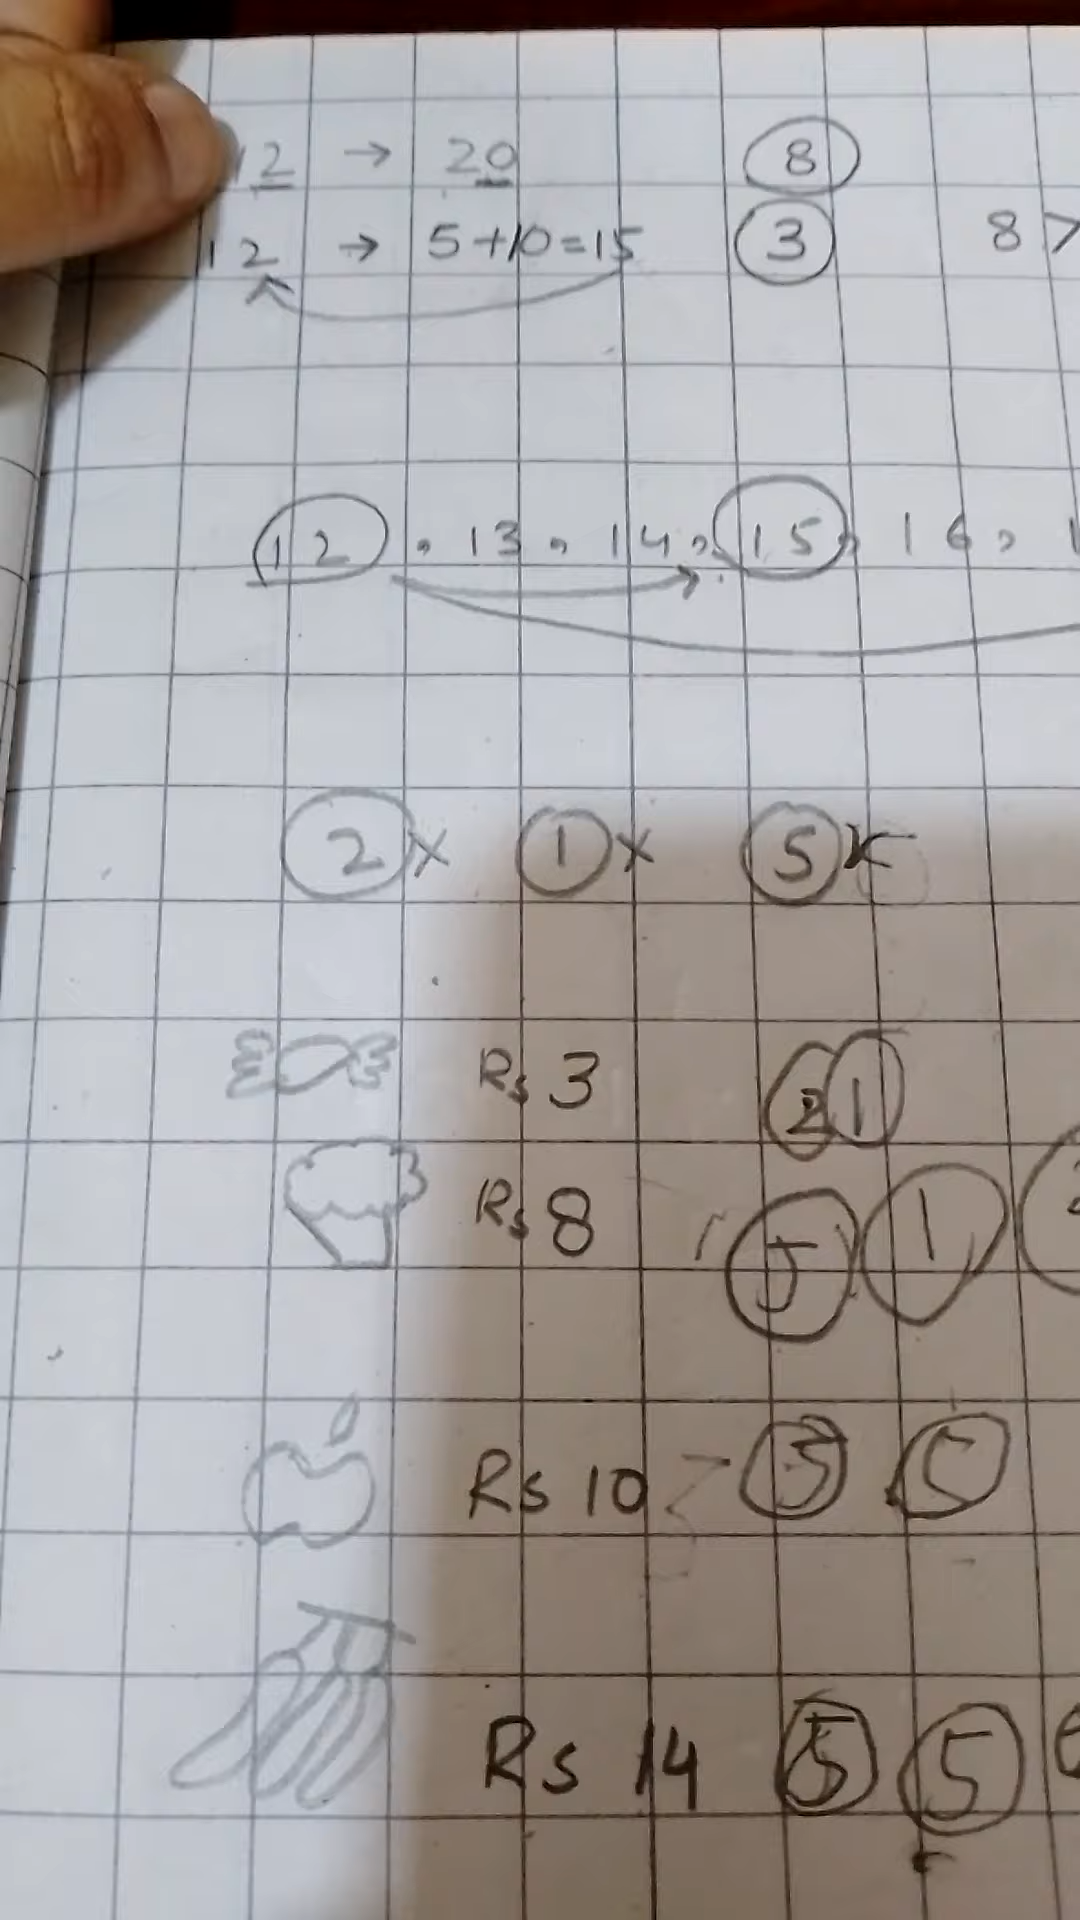 12 → 20 8
12 → 5+10=15 3 8 >
12, 13, 14, 15, 16, 1
2 x 1 x 5 x
Rs 3 2 1
Rs 8 5 1
Rs 10 5 5
Rs 14 5 5